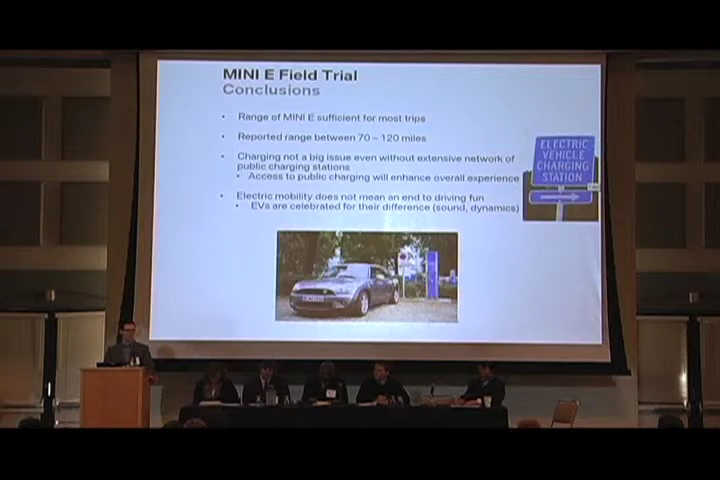 MINI E Field Trial
Conclusions
• Range of MINI E sufficient for most trips
• Reported range between 70 – 120 miles
• Charging not a big issue even without extensive network of
public charging stations
• Access to public charging will enhance overall experience
• Electric mobility does not mean an end to driving fun
• EVs are celebrated for their difference (sound, dynamics)
ELECTRIC
VEHICLE
CHARGING
STATION